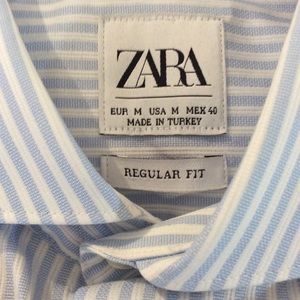 ZARA
EUR M USA M MEX 40
MADE IN TURKEY
REGULAR FIT